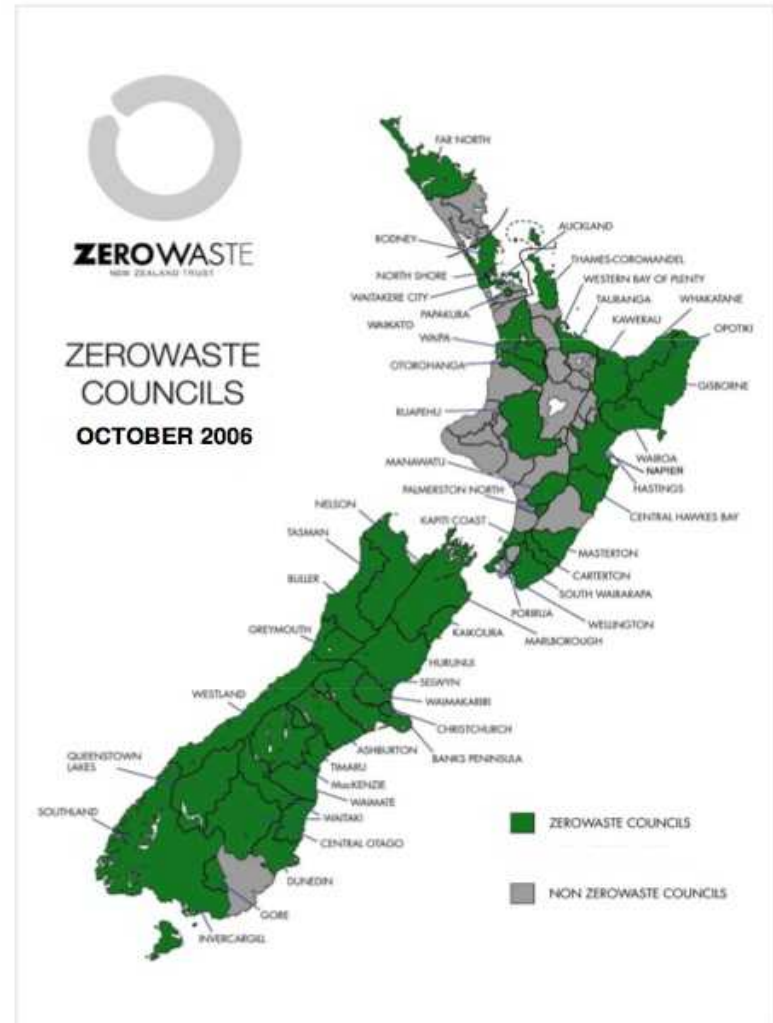 ZEROWASTE
NEW ZEALAND TRUST
ZEROWASTE
COUNCILS
OCTOBER 2006
FAR NORTH
RODNEY
AUCKLAND
THAMES-COROMANDEL
NORTH SHORE
WESTERN BAY OF PLENTY
WAITAKERE CITY
TAURANGA
WHAKATANE
PAPAKURA
KAWERAU
WAIKATO
OPOTIKI
WAIPA
OTOROHANGA
GISBORNE
RUAPEHU
WAIROA
MANAWATU
NAPIER
HASTINGS
PALMERSTON NORTH
NELSON
KAPITI COAST
CENTRAL HAWKES BAY
TASMAN
MASTERTON
CARTERTON
BULLER
SOUTH WAIRARAPA
PORIRUA
WELLINGTON
GREYMOUTH
KAIKOURA
MARLBOROUGH
HURUNUI
SELWYN
WESTLAND
WAIMAKARIRI
CHRISTCHURCH
ASHBURTON
BANKS PENINSULA
QUEENSTOWN
LAKES
TIMARU
MacKENZIE
WAIMATE
SOUTHLAND
WAITAKI
ZEROWASTE COUNCILS
CENTRAL OTAGO
DUNEDIN
NON ZEROWASTE COUNCILS
GORE
INVERCARGILL